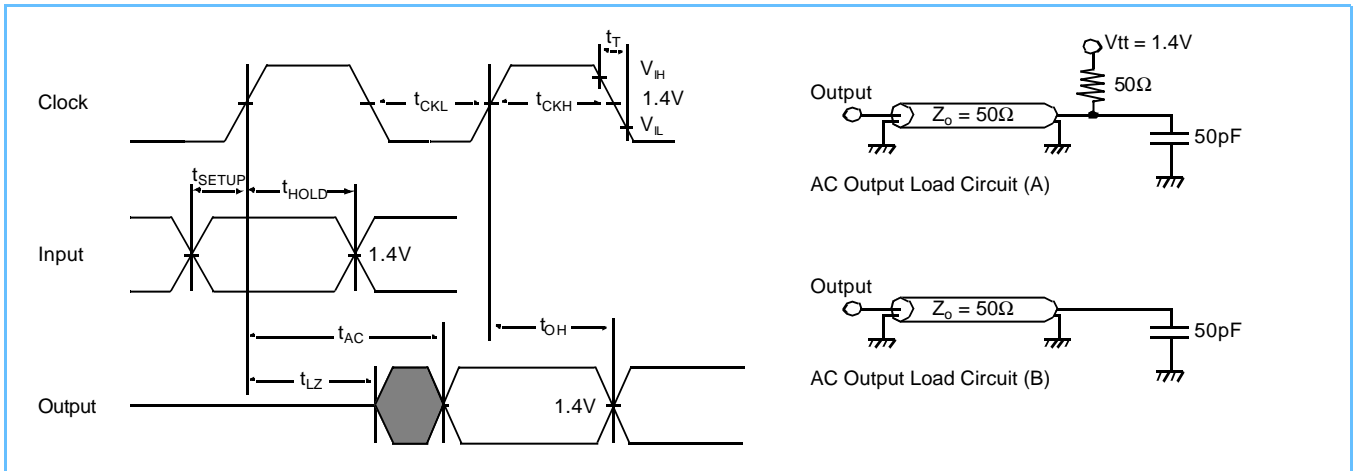 tT
VIH
Clock
tCKL
tCKH
1.4V
VIL
tSETUP
tHOLD
Input
1.4V
tAC
tOH
tLZ
Output
1.4V
Vtt = 1.4V
50Ω
Output
Zo = 50Ω
50pF
AC Output Load Circuit (A)
Output
Zo = 50Ω
50pF
AC Output Load Circuit (B)